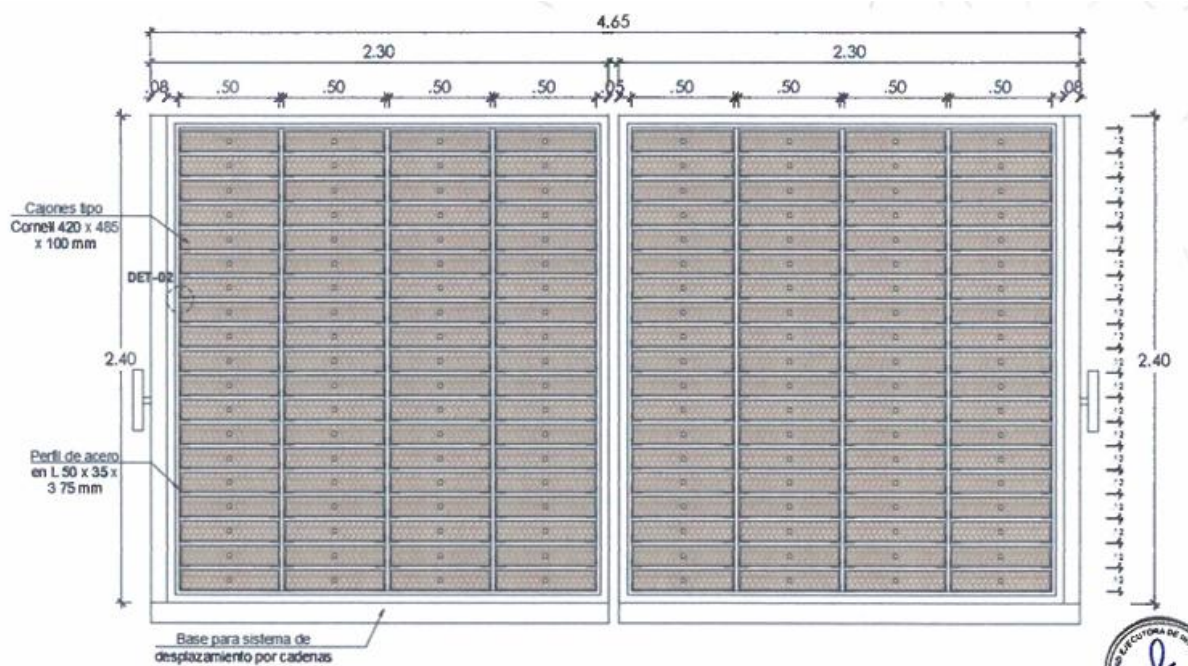 4.65
2.30
2.30
.08
.50
.50
.50
.50
.05
.50
.50
.50
.50
.08
Cajones tipo
Cornell 420 x 485
x 100 mm
DET-02
2.40
2.40
Perfil de acero
en L 50 x 35 x
3 75 mm
Base para sistema de
desplazamiento por cadenas
EJECUTORA DE